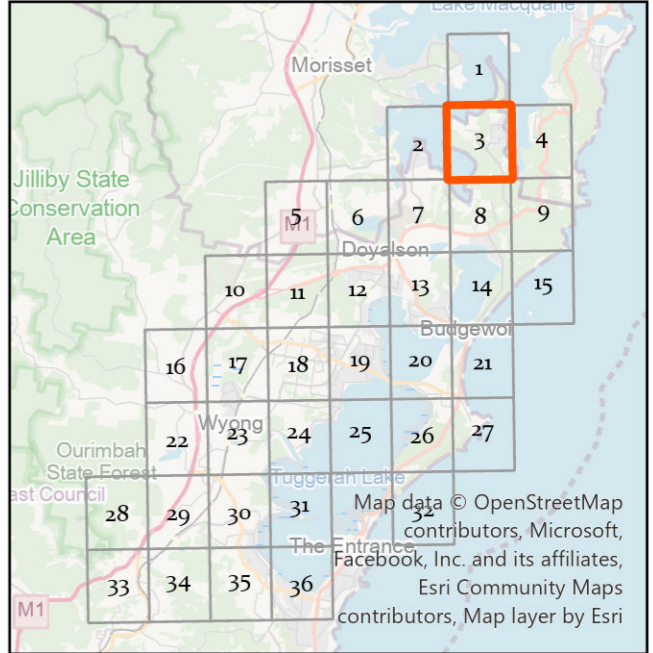 Lake Macquarie
Morisset
1
2
3
4
Jilliby State
Conservation
Area
5
M1
6
7
8
9
Doyalson
10
11
12
13
14
15
Budgewoi
16
17
18
19
20
21
Wyong
22
23
24
25
26
27
Ourimbah
State Forest
ast Council
Tuggerah Lake
28
29
30
31
32
Map data © OpenStreetMap
contributors, Microsoft,
The Entrance
Facebook, Inc. and its affiliates,
Esri Community Maps
contributors, Map layer by Esri
33
34
35
36
M1